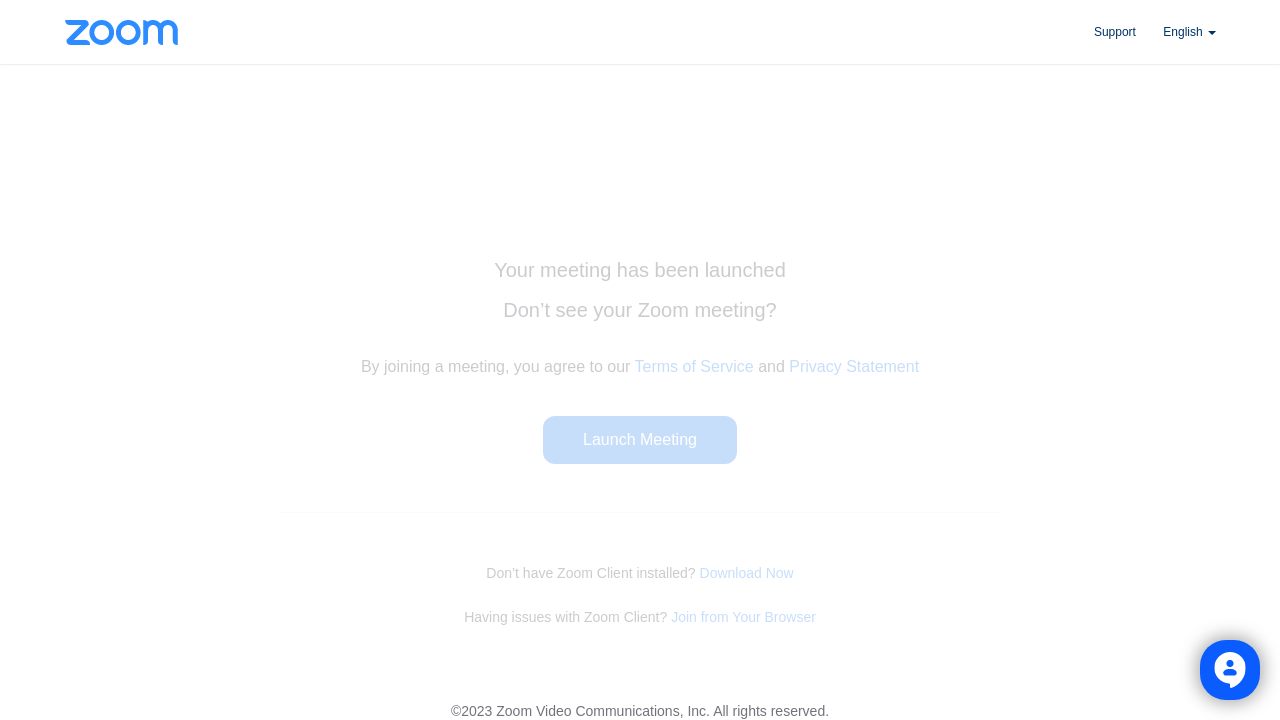 zoom
Support
English
Your meeting has been launched
Don’t see your Zoom meeting?
By joining a meeting, you agree to our Terms of Service and Privacy Statement
Launch Meeting
Don’t have Zoom Client installed? Download Now
Having issues with Zoom Client? Join from Your Browser
©2023 Zoom Video Communications, Inc. All rights reserved.